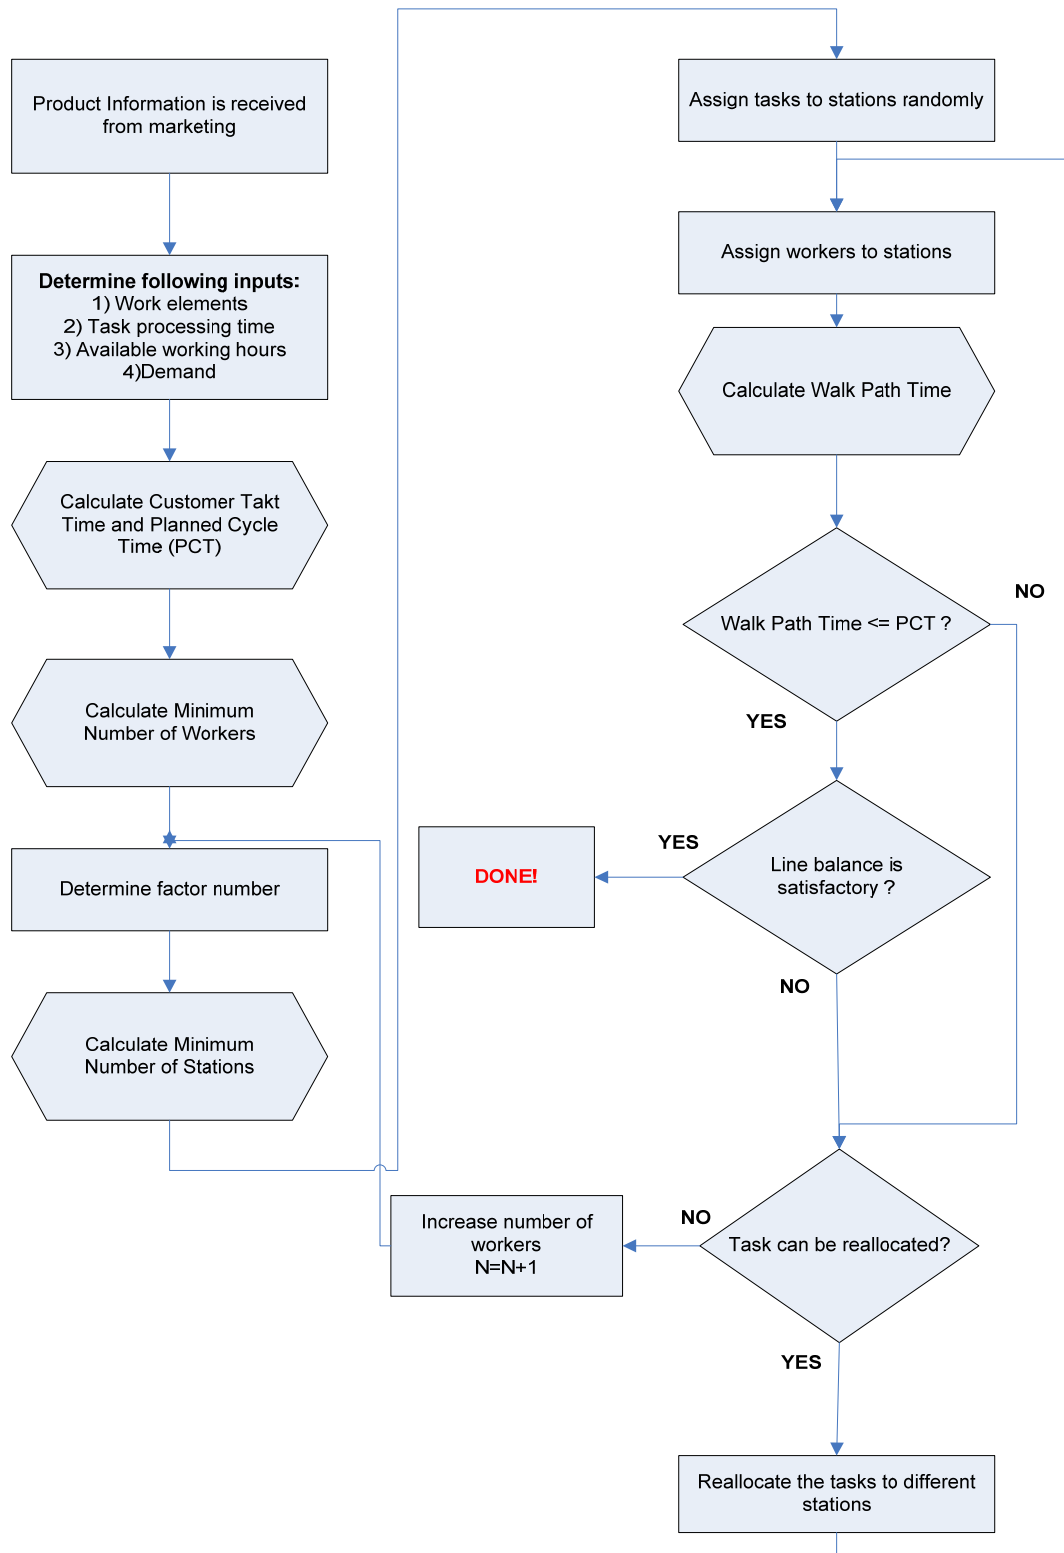 Product Information is received
from marketing
Determine following inputs:
1) Work elements
2) Task processing time
3) Available working hours
4)Demand
Calculate Customer Takt
Time and Planned Cycle
Time (PCT)
Calculate Minimum
Number of Workers
Determine factor number
Calculate Minimum
Number of Stations
Assign tasks to stations randomly
Assign workers to stations
Calculate Walk Path Time
Walk Path Time <= PCT ?
NO
YES
Line balance is
satisfactory ?
YES
DONE!
NO
Task can be reallocated?
NO
Increase number of
workers
N=N+1
YES
Reallocate the tasks to different
stations